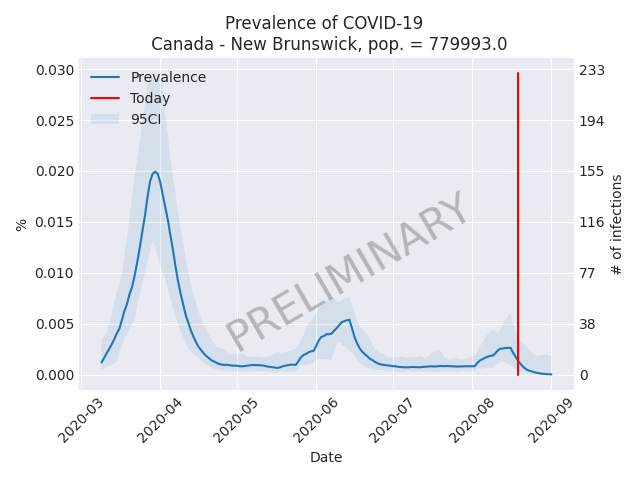 Prevalence of COVID-19
Canada - New Brunswick, pop. = 779993.0
Prevalence
Today
95CI
PRELIMINARY
%
0.030
0.025
0.020
0.015
0.010
0.005
0.000
# of infections
233
194
155
116
77
38
0
2020-03
2020-04
2020-05
2020-06
2020-07
2020-08
2020-09
Date